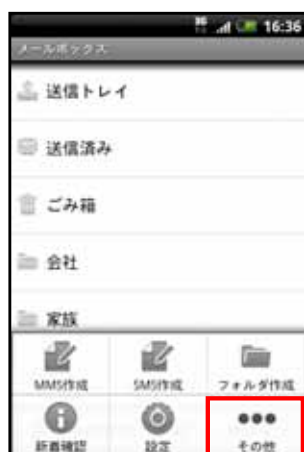 16:36
メールボックス
送信トレイ
送信済み
ごみ箱
会社
家族
MMS作成
SMS作成
フォルダ作成
新着確認
設定
その他